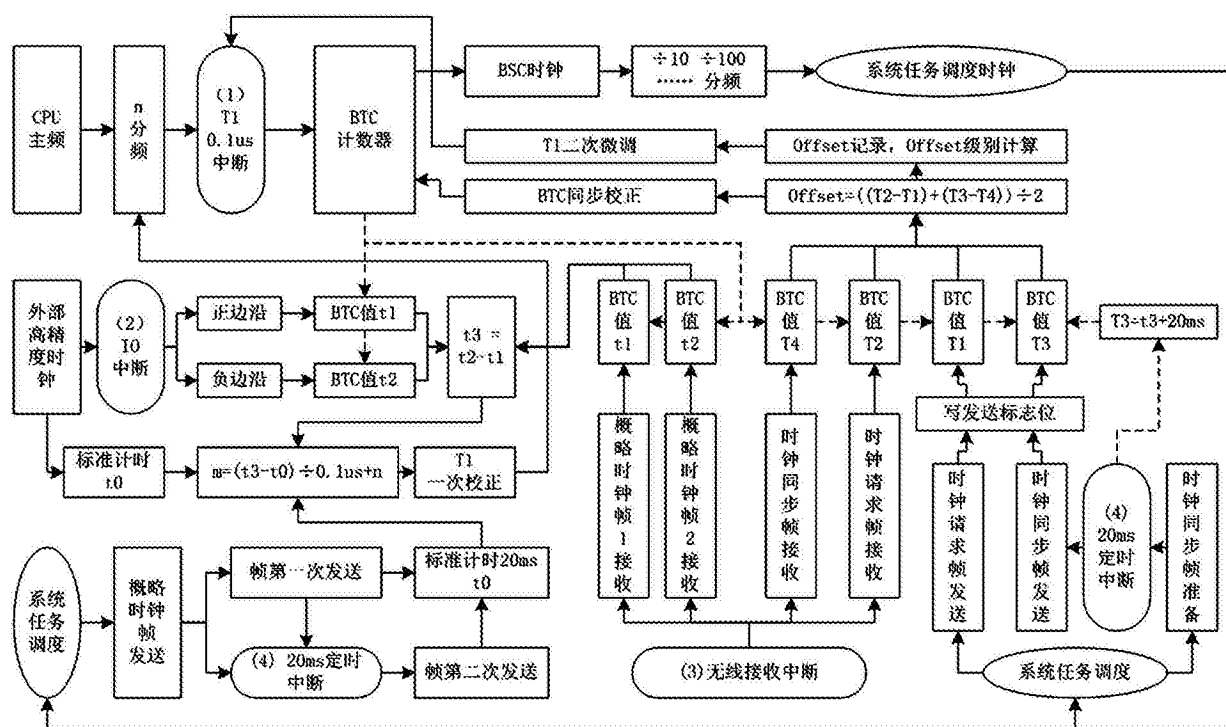 CPU
主频
n
分
频
(1)
T1
0.1us
中断
BTC
计数器
BSC时钟
÷10 ÷100
…… 分频
系统任务调度时钟
T1二次微调
Offset记录，Offset级别计算
BTC同步校正
Offset=((T2-T1)+(T3-T4))÷2
外部
高精
度时
钟
(2)
IO
中断
正边沿
负边沿
BTC值t1
BTC值t2
t3 =
t2-t1
BTC
值
t1
BTC
值
t2
BTC
值
T4
BTC
值
T2
BTC
值
T1
BTC
值
T3
T3=t3+20ms
写发送标志位
标准计时
t0
m=(t3-t0)÷0.1us+n
T1
一次校正
概略时钟帧1接收
概略时钟帧2接收
时钟同步帧接收
时钟请求帧接收
时钟请求帧发送
时钟同步帧发送
(4)
20ms
定时
中断
时钟同步帧准备
系统
任务
调度
概略
时钟
帧
发送
帧第一次发送
标准计时20ms
t0
(4) 20ms定时
中断
帧第二次发送
(3)无线接收中断
系统任务调度